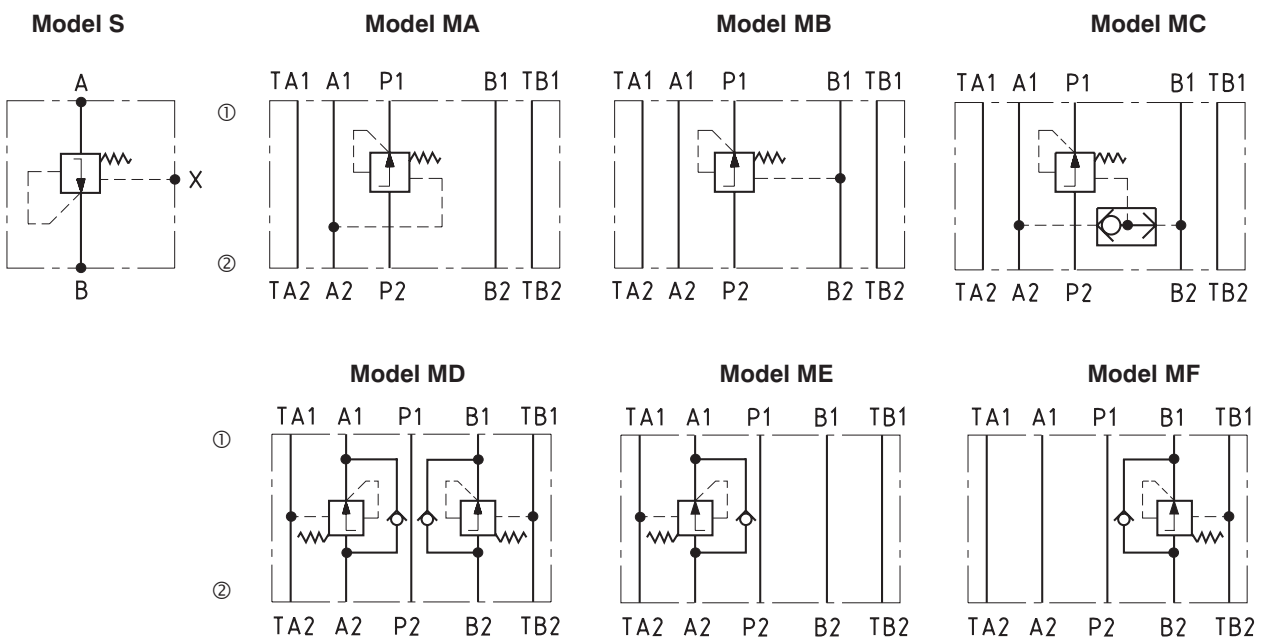 Model S
Model MA
Model MB
Model MC
A
TA1 A1 P1 B1 TB1
TA1 A1 P1 B1 TB1
TA1 A1 P1 B1 TB1
①
X
②
B
TA2 A2 P2 B2 TB2
TA2 A2 P2 B2 TB2
TA2 A2 P2 B2 TB2
Model MD
Model ME
Model MF
TA1 A1 P1 B1 TB1
TA1 A1 P1 B1 TB1
TA1 A1 P1 B1 TB1
①
②
TA2 A2 P2 B2 TB2
TA2 A2 P2 B2 TB2
TA2 A2 P2 B2 TB2